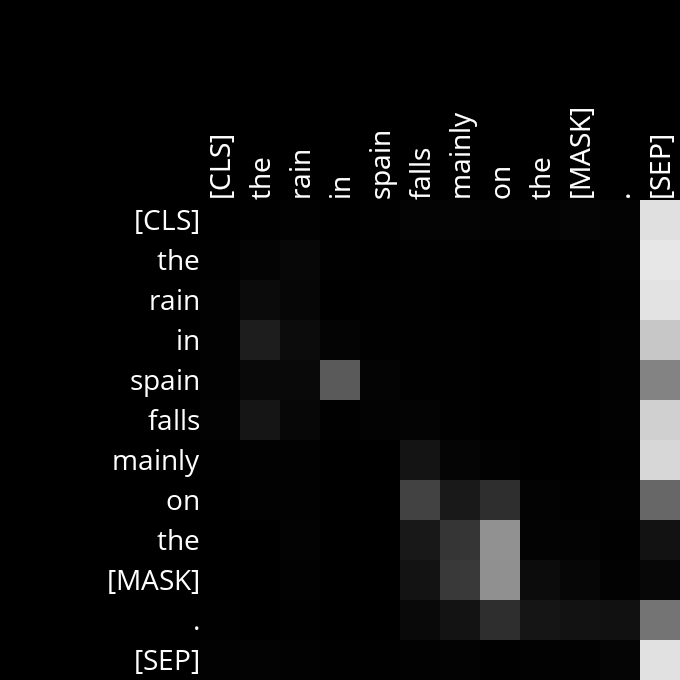 [CLS] the rain in spain falls mainly on the [MASK] . [SEP]
[CLS]
the
rain
in
spain
falls
mainly
on
the
[MASK]
.
[SEP]